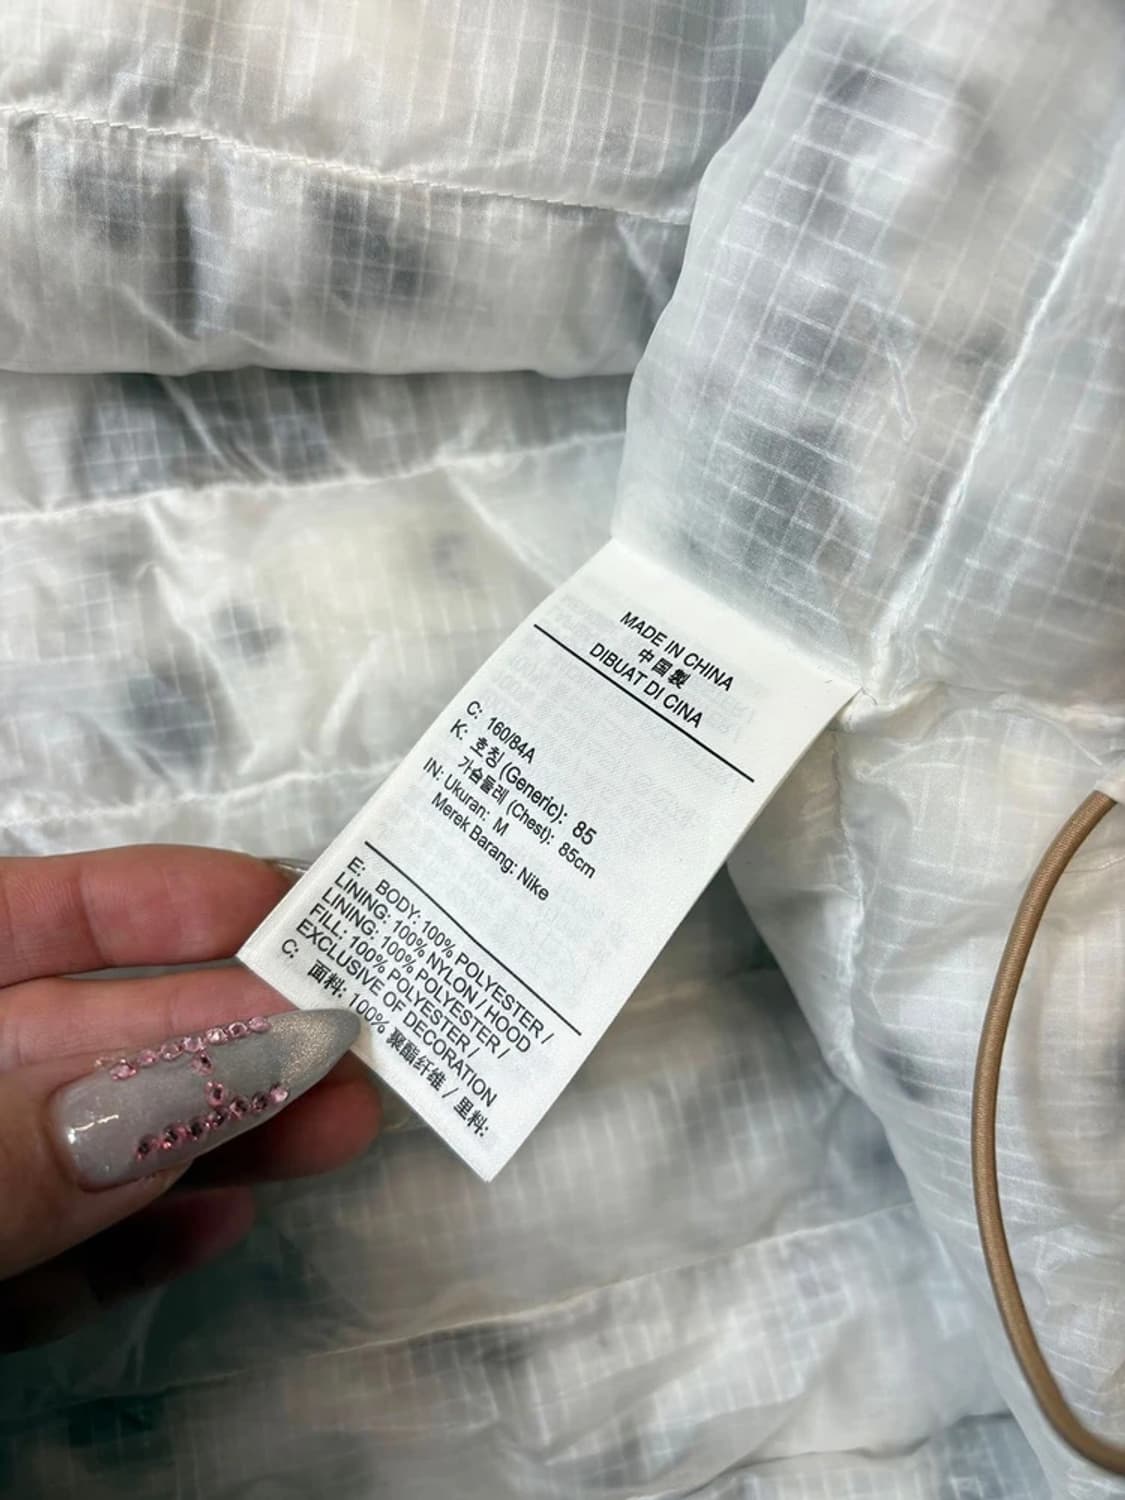 MADE IN CHINA
中国製
DIBUAT DI CINA
C: 160/84A
K: 호칭 (Generic): 85
가슴둘레 (Chest): 85cm
IN: Ukuran: M
Merek Barang: Nike
E: BODY: 100% POLYESTER /
LINING: 100% NYLON / HOOD
LINING: 100% POLYESTER /
FILL: 100% POLYESTER /
EXCLUSIVE OF DECORATION
C: 面料: 100% 聚酯纤维 / 里料: